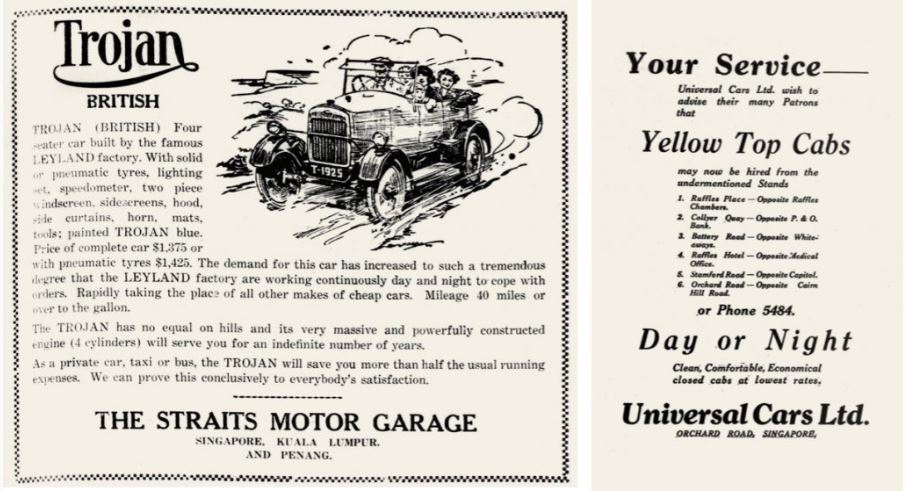 Trojan
BRITISH
TROJAN (BRITISH) Four
seater car built by the famous
LEYLAND factory. With solid
or pneumatic tyres, lighting
set, speedometer, two piece
windscreen, sidescreens, hood,
side curtains, horn, mats,
tools; painted TROJAN blue.
Price of complete car $1,375 or
with pneumatic tyres $1,425. The demand for this car has increased to such a tremendous
degree that the LEYLAND factory are working continuously day and night to cope with
orders. Rapidly taking the place of all other makes of cheap cars. Mileage 40 miles or
over to the gallon.
T-1925
The TROJAN has no equal on hills and its very massive and powerfully constructed
engine (4 cylinders) will serve you for an indefinite number of years.
As a private car, taxi or bus, the TROJAN will save you more than half the usual running
expenses. We can prove this conclusively to everybody's satisfaction.
THE STRAITS MOTOR GARAGE
SINGAPORE, KUALA LUMPUR.
AND PENANG.
Your Service—
Universal Cars Ltd. wish to
advise their many Patrons
that
Yellow Top Cabs
may now be hired from the
undermentioned Stands
1. Raffles Place — Opposite Raffles
Chambers.
2. Collyer Quay — Opposite P. & O.
Bank.
3. Battery Road — Opposite White-
aways.
4. Raffles Hotel — Opposite Medical
Office.
5. Stamford Road — Opposite Capitol.
6. Orchard Road — Opposite Cairn
Hill Road.
or Phone 5484.
Day or Night
Clean, Comfortable, Economical
closed cabs at lowest rates,
Universal Cars Ltd.
ORCHARD ROAD, SINGAPORE,